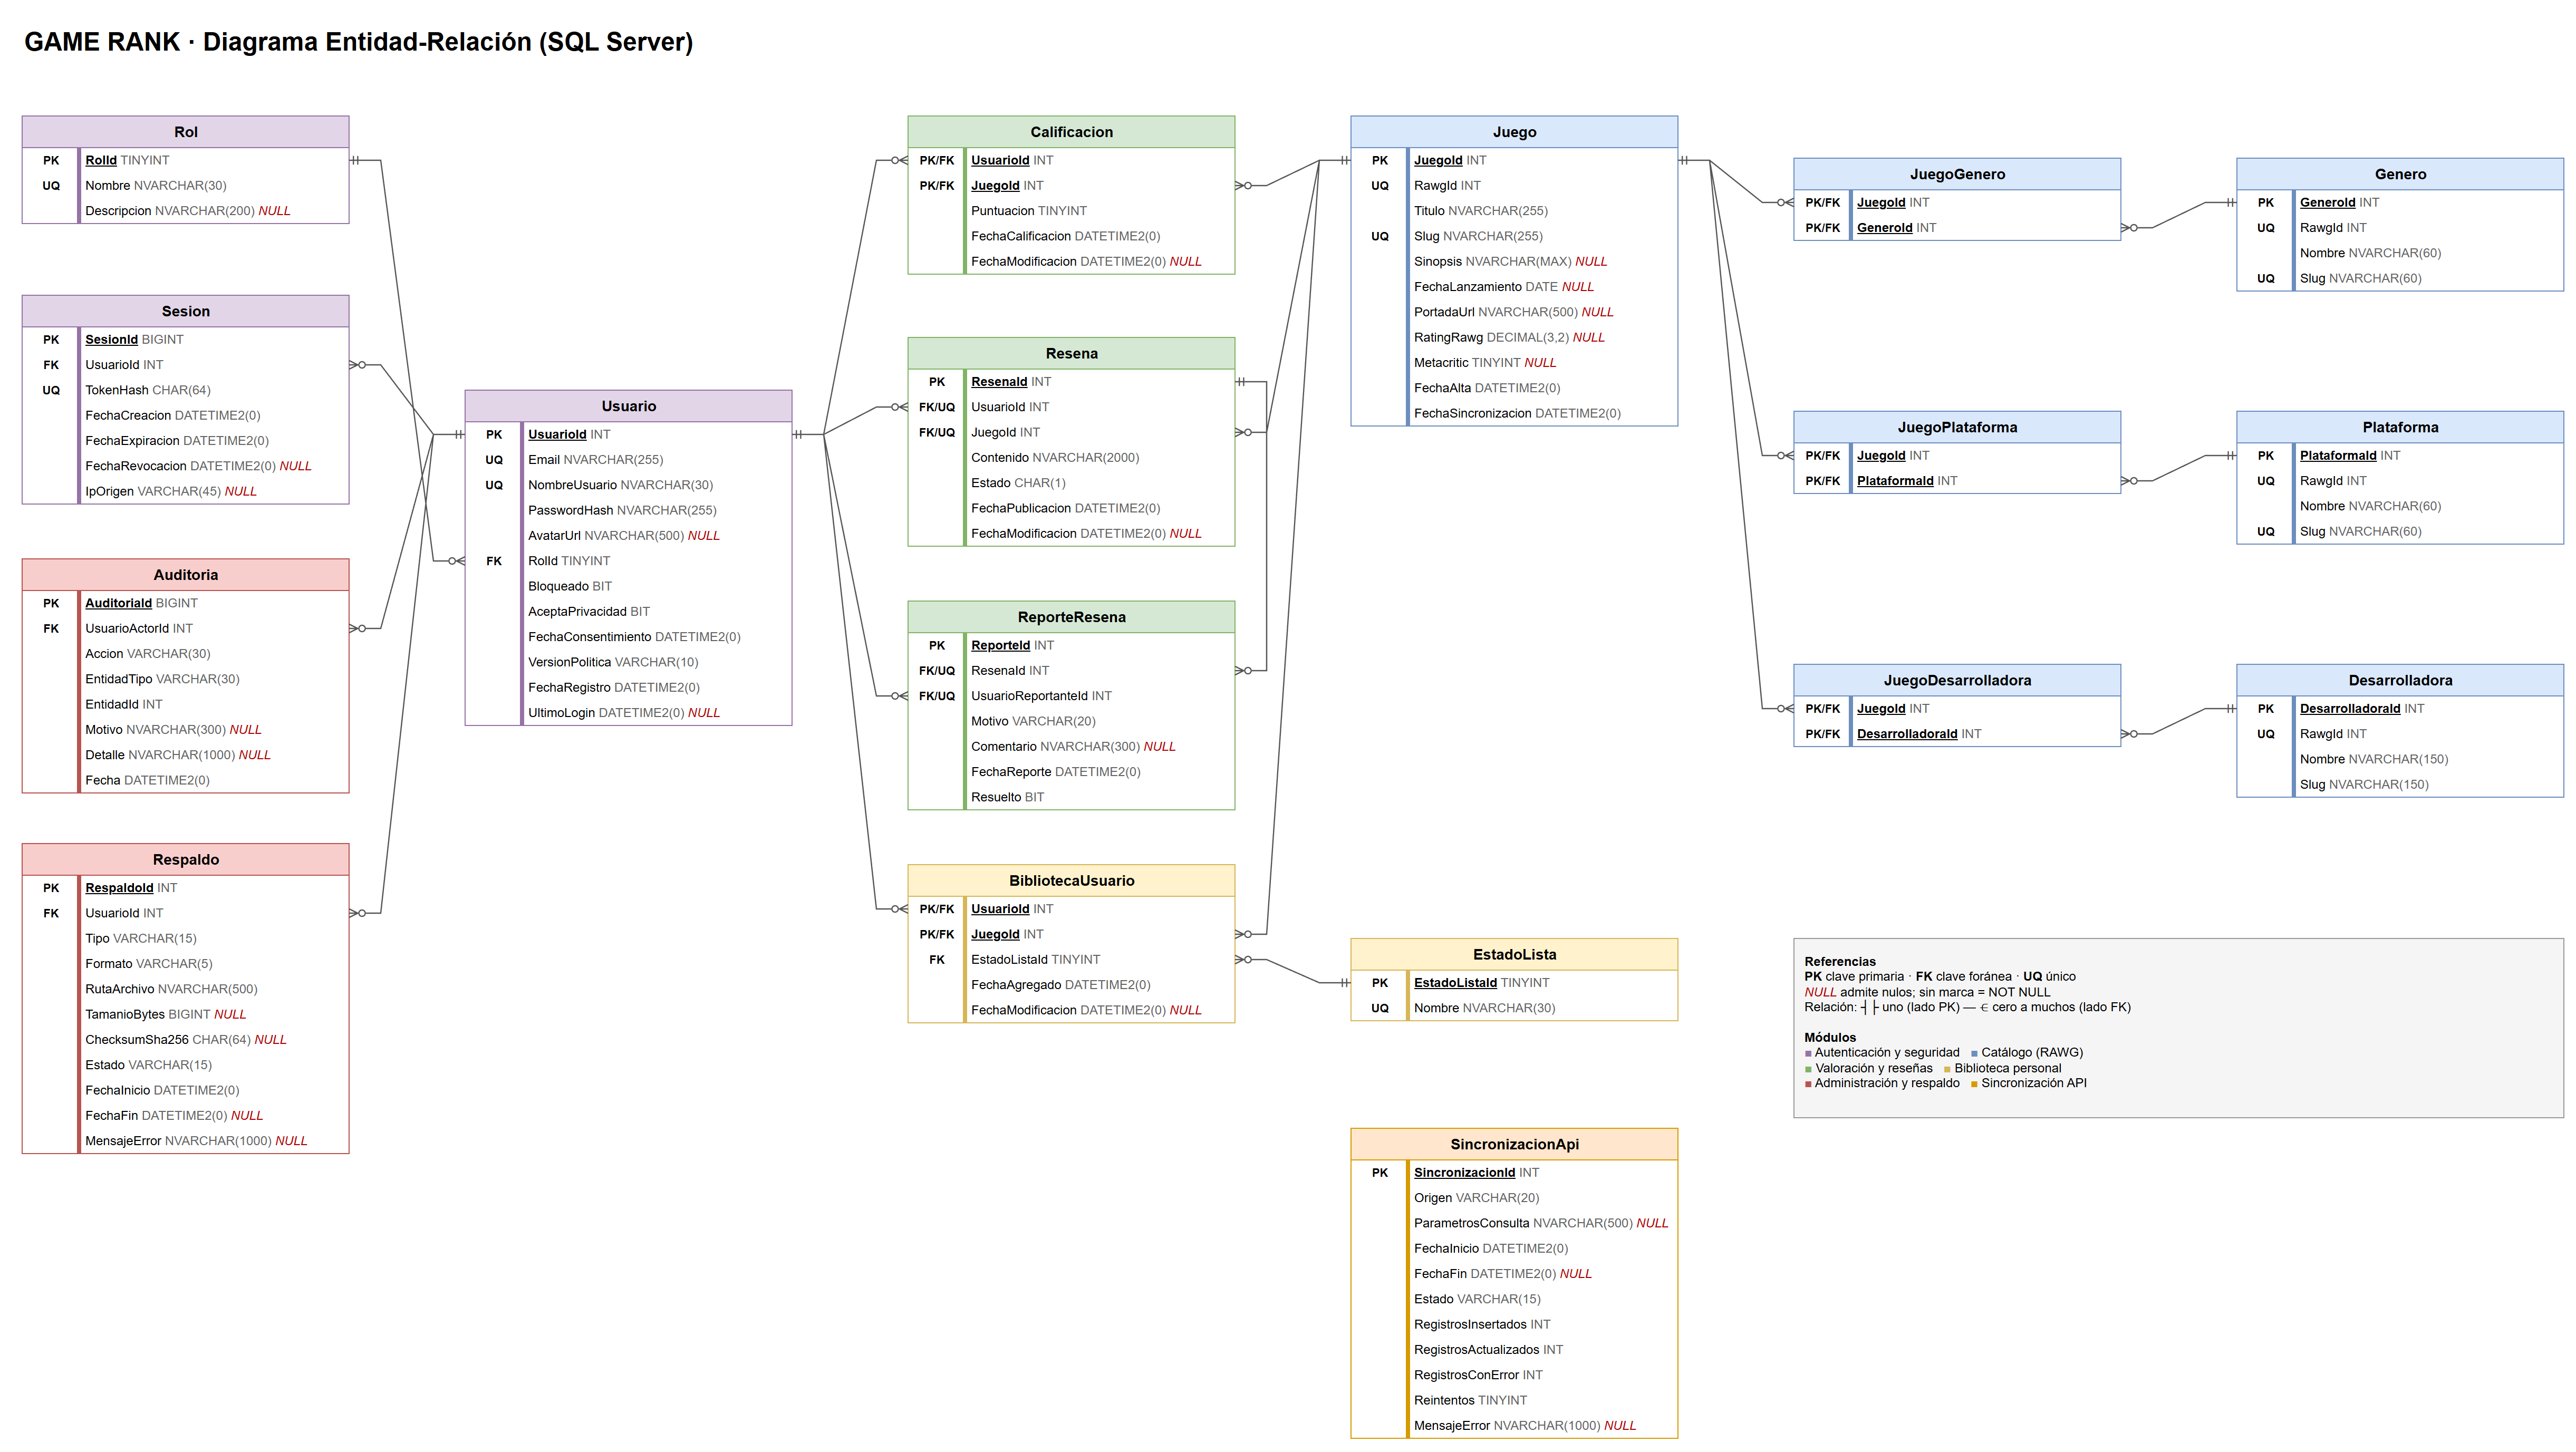 GAME RANK · Diagrama Entidad-Relación (SQL Server)
Rol
PK RolId TINYINT
UQ Nombre NVARCHAR(30)
Descripcion NVARCHAR(200) NULL
Sesion
PK SesionId BIGINT
FK UsuarioId INT
UQ TokenHash CHAR(64)
FechaCreacion DATETIME2(0)
FechaExpiracion DATETIME2(0)
FechaRevocacion DATETIME2(0) NULL
IpOrigen VARCHAR(45) NULL
Auditoria
PK AuditoriaId BIGINT
FK UsuarioActorId INT
Accion VARCHAR(30)
EntidadTipo VARCHAR(30)
EntidadId INT
Motivo NVARCHAR(300) NULL
Detalle NVARCHAR(1000) NULL
Fecha DATETIME2(0)
Respaldo
PK RespaldoId INT
FK UsuarioId INT
Tipo VARCHAR(15)
Formato VARCHAR(5)
RutaArchivo NVARCHAR(500)
TamanioBytes BIGINT NULL
ChecksumSha256 CHAR(64) NULL
Estado VARCHAR(15)
FechaInicio DATETIME2(0)
FechaFin DATETIME2(0) NULL
MensajeError NVARCHAR(1000) NULL
Usuario
PK UsuarioId INT
UQ Email NVARCHAR(255)
UQ NombreUsuario NVARCHAR(30)
PasswordHash NVARCHAR(255)
AvatarUrl NVARCHAR(500) NULL
FK RolId TINYINT
Bloqueado BIT
AceptaPrivacidad BIT
FechaConsentimiento DATETIME2(0)
VersionPolitica VARCHAR(10)
FechaRegistro DATETIME2(0)
UltimoLogin DATETIME2(0) NULL
Calificacion
PK/FK UsuarioId INT
PK/FK JuegoId INT
Puntuacion TINYINT
FechaCalificacion DATETIME2(0)
FechaModificacion DATETIME2(0) NULL
Resena
PK ResenaId INT
FK/UQ UsuarioId INT
FK/UQ JuegoId INT
Contenido NVARCHAR(2000)
Estado CHAR(1)
FechaPublicacion DATETIME2(0)
FechaModificacion DATETIME2(0) NULL
ReporteResena
PK ReporteId INT
FK/UQ ResenaId INT
FK/UQ UsuarioReportanteId INT
Motivo VARCHAR(20)
Comentario NVARCHAR(300) NULL
FechaReporte DATETIME2(0)
Resuelto BIT
BibliotecaUsuario
PK/FK UsuarioId INT
PK/FK JuegoId INT
FK EstadoListaId TINYINT
FechaAgregado DATETIME2(0)
FechaModificacion DATETIME2(0) NULL
Juego
PK JuegoId INT
UQ RawgId INT
Titulo NVARCHAR(255)
UQ Slug NVARCHAR(255)
Sinopsis NVARCHAR(MAX) NULL
FechaLanzamiento DATE NULL
PortadaUrl NVARCHAR(500) NULL
RatingRawg DECIMAL(3,2) NULL
Metacritic TINYINT NULL
FechaAlta DATETIME2(0)
FechaSincronizacion DATETIME2(0)
EstadoLista
PK EstadoListaId TINYINT
UQ Nombre NVARCHAR(30)
SincronizacionApi
PK SincronizacionId INT
Origen VARCHAR(20)
ParametrosConsulta NVARCHAR(500) NULL
FechaInicio DATETIME2(0)
FechaFin DATETIME2(0) NULL
Estado VARCHAR(15)
RegistrosInsertados INT
RegistrosActualizados INT
RegistrosConError INT
Reintentos TINYINT
MensajeError NVARCHAR(1000) NULL
JuegoGenero
PK/FK JuegoId INT
PK/FK GeneroId INT
JuegoPlataforma
PK/FK JuegoId INT
PK/FK PlataformaId INT
JuegoDesarrolladora
PK/FK JuegoId INT
PK/FK DesarrolladoraId INT
Genero
PK GeneroId INT
UQ RawgId INT
Nombre NVARCHAR(60)
UQ Slug NVARCHAR(60)
Plataforma
PK PlataformaId INT
UQ RawgId INT
Nombre NVARCHAR(60)
UQ Slug NVARCHAR(60)
Desarrolladora
PK DesarrolladoraId INT
UQ RawgId INT
Nombre NVARCHAR(150)
Slug NVARCHAR(150)
Referencias
PK clave primaria · FK clave foránea · UQ único
NULL admite nulos; sin marca = NOT NULL
Relación: ┤├ uno (lado PK) — ∈ cero a muchos (lado FK)
Módulos
■ Autenticación y seguridad ■ Catálogo (RAWG)
■ Valoración y reseñas ■ Biblioteca personal
■ Administración y respaldo ■ Sincronización API